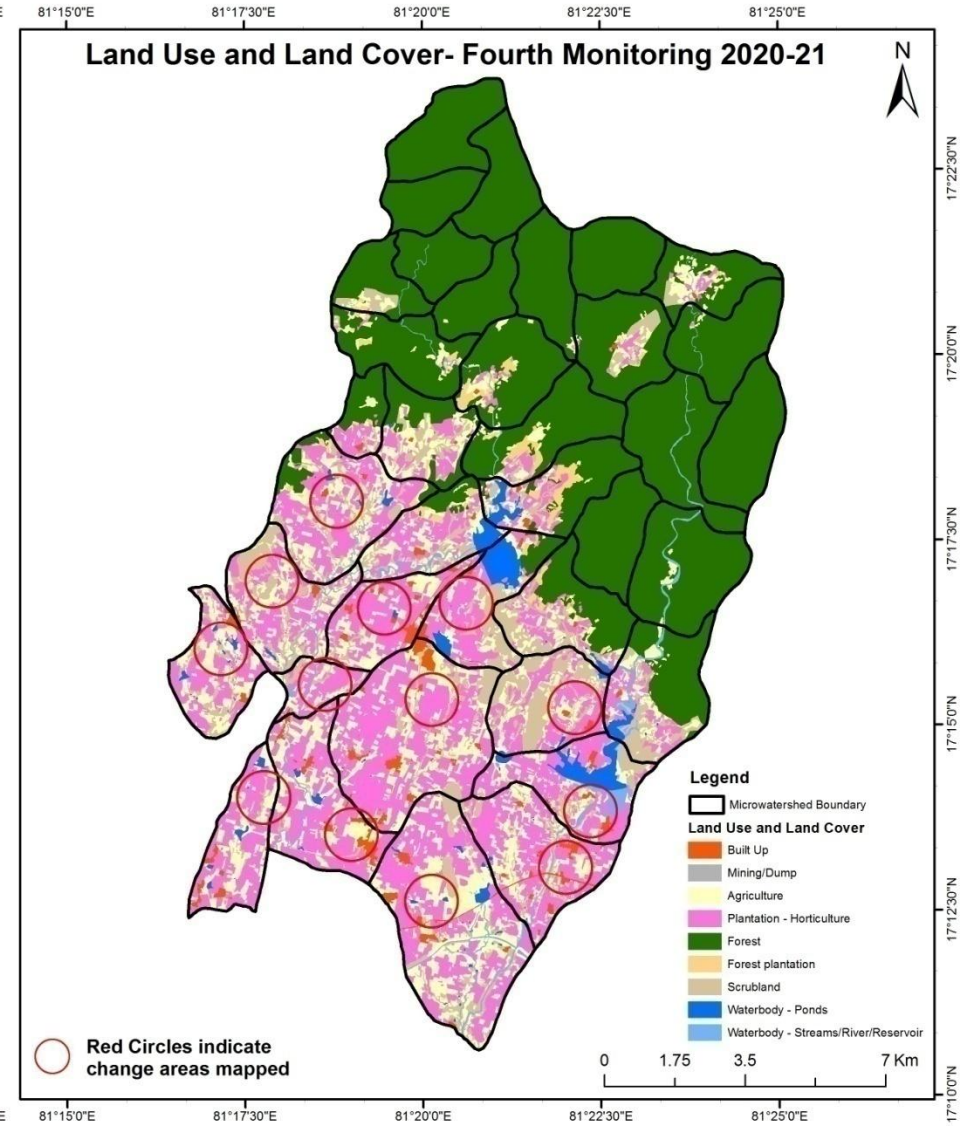 E 81°15'0"E 81°17'30"E 81°20'0"E 81°22'30"E 81°25'0"E
Land Use and Land Cover- Fourth Monitoring 2020-21
N
17°22'30"N
17°20'0"N
17°17'30"N
17°15'0"N
17°12'30"N
17°10'0"N
Legend
Microwatershed Boundary
Land Use and Land Cover
Built Up
Mining/Dump
Agriculture
Plantation - Horticulture
Forest
Forest plantation
Scrubland
Waterbody - Ponds
Waterbody - Streams/River/Reservoir
Red Circles indicate
change areas mapped
0 1.75 3.5 7 Km
E 81°15'0"E 81°17'30"E 81°20'0"E 81°22'30"E 81°25'0"E